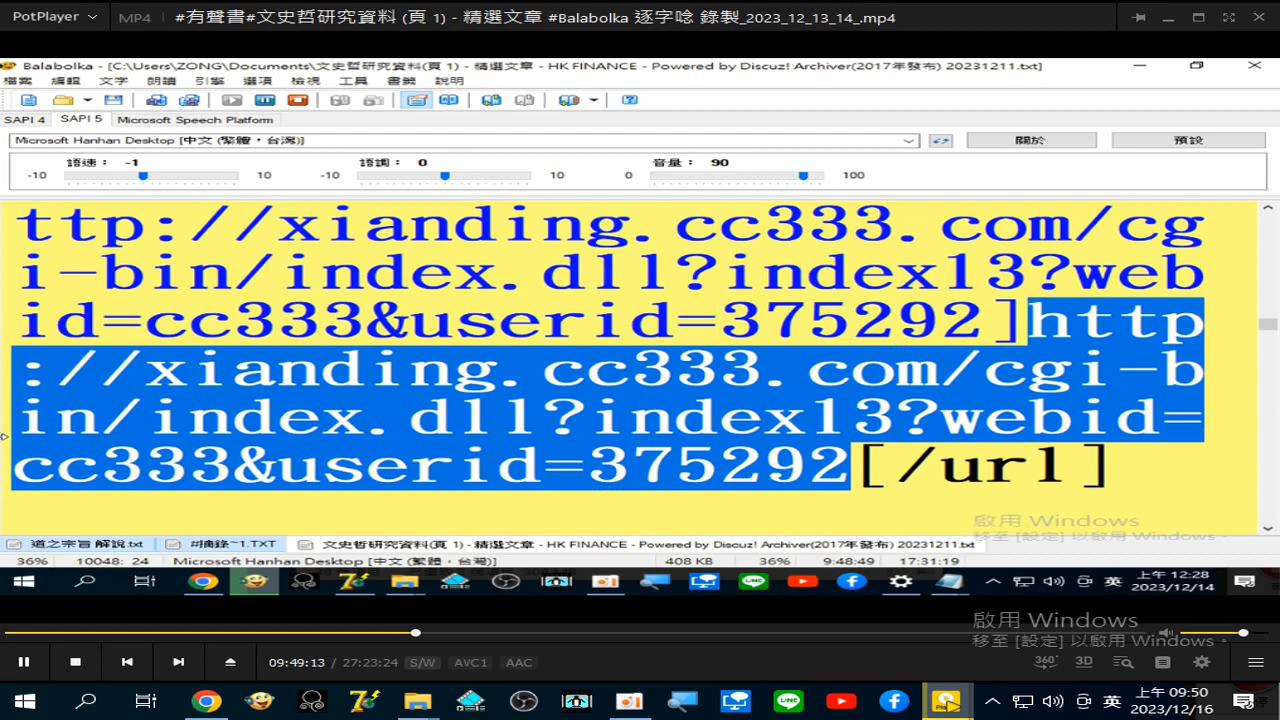 PotPlayer
MP4
#有聲書#文史哲研究資料 (頁 1) - 精選文章 #Balabolka 逐字唸 錄製_2023_12_13_14_.mp4
Balabolka - [C:\Users\ZONG\Documents\文史哲研究資料(頁 1) - 精選文章 - HK FINANCE - Powered by Discuz! Archiver(2017年發布) 20231211.txt]
檔案 編輯 文字 朗讀 引擎 選項 檢視 工具 書籤 說明
SAPI 4 SAPI 5 Microsoft Speech Platform
Microsoft Hanhan Desktop [中文 (繁體，台灣)]
關於 預設
語速： -1 語調： 0 音量： 90
-10 10 -10 10 0 100
ttp://xianding.cc333.com/cg
i-bin/index.dll?index13?web
id=cc333&userid=375292]http
://xianding.cc333.com/cgi-b
in/index.dll?index13?webid=
cc333&userid=375292[/url]
啟用 Windows
移至 [設定] 以啟用 Windows。
道之宗旨 解說.txt #摘錄~1.TXT 文史哲研究資料(頁 1) - 精選文章 - HK FINANCE - Powered by Discuz! Archiver(2017年發布) 20231211.txt
36% 10048: 24 Microsoft Hanhan Desktop [中文 (繁體，台灣)] 408 KB 36% 9:48:49 17:31:19
英 上午 12:28
2023/12/14
啟用 Windows
移至 [設定] 以啟用 Windows。
09:49:13 / 27:23:24 S/W AVC1 AAC 360° 3D
英 上午 09:50
2023/12/16